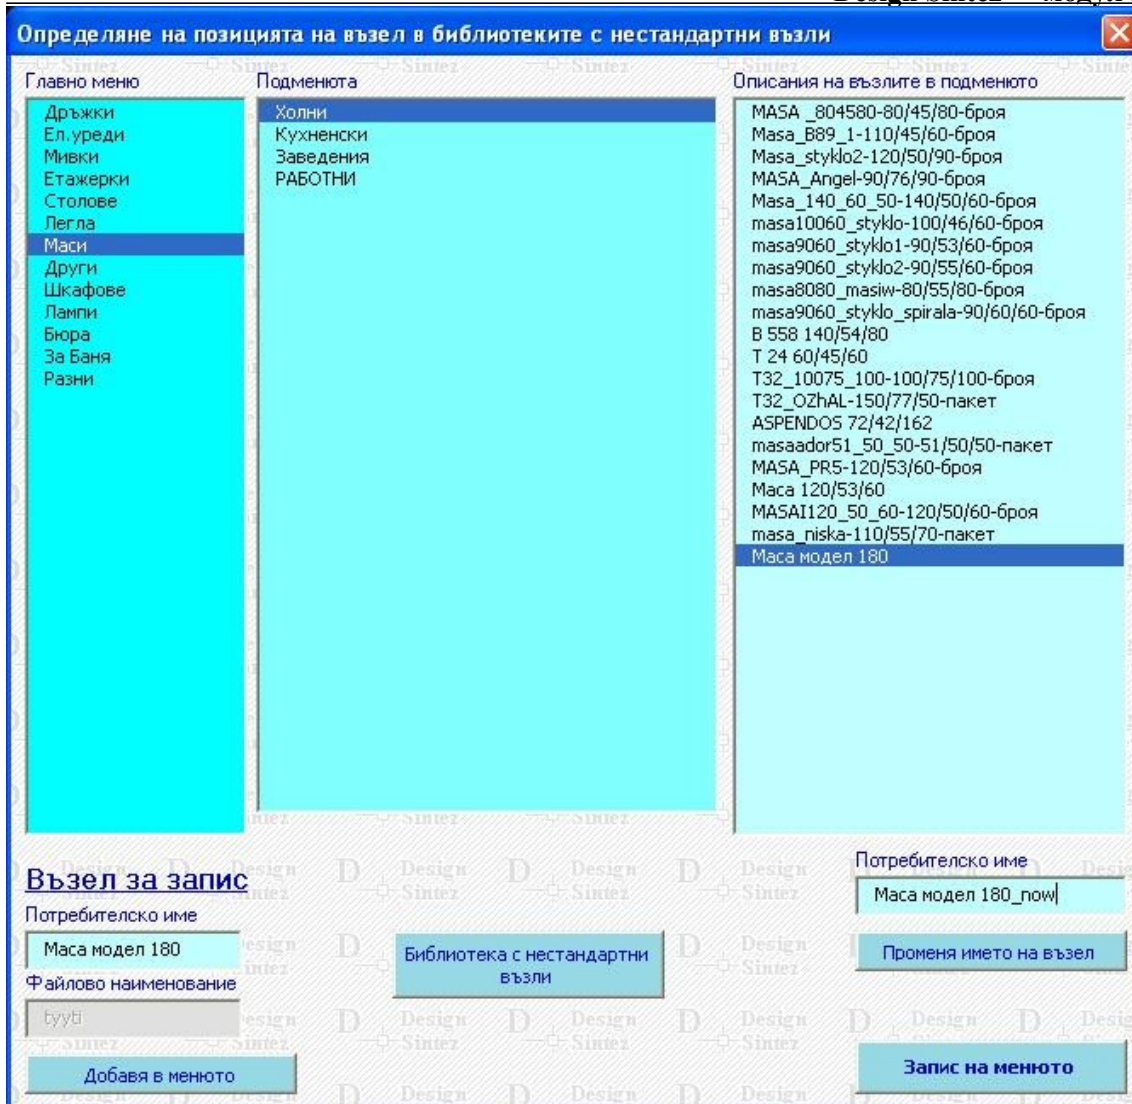 Определяне на позицията на възел в библиотеките с нестандартни възли
Главно меню
Дръжки
Ел.уреди
Мивки
Етажерки
Столове
Легла
Маси
Други
Шкафове
Лампи
Бюра
За Баня
Разни
Подменюта
Холни
Кухненски
Заведения
РАБОТНИ
Описания на възлите в подменюто
MASA _804580-80/45/80-броя
Masa_B89_1-110/45/60-броя
Masa_styklo2-120/50/90-броя
MASA_Angel-90/76/90-броя
Masa_140_60_50-140/50/60-броя
masa10060_styklo-100/46/60-броя
masa9060_styklo1-90/53/60-броя
masa9060_styklo2-90/55/60-броя
masa8080_masiw-80/55/80-броя
masa9060_styklo_spirala-90/60/60-броя
B 558 140/54/80
T 24 60/45/60
T32_10075_100-100/75/100-броя
T32_OZhAL-150/77/50-пакет
ASPENDOS 72/42/162
masaador51_50_50-51/50/50-пакет
MASA_PR5-120/53/60-броя
Маса 120/53/60
MASAI120_50_60-120/50/60-броя
masa_niska-110/55/70-пакет
Маса модел 180
Възел за запис
Потребителско име
Маса модел 180
Файлово наименование
tyyti
Добавя в менюто
Библиотека с нестандартни
възли
Потребителско име
Маса модел 180_now
Променя името на възел
Запис на менюто